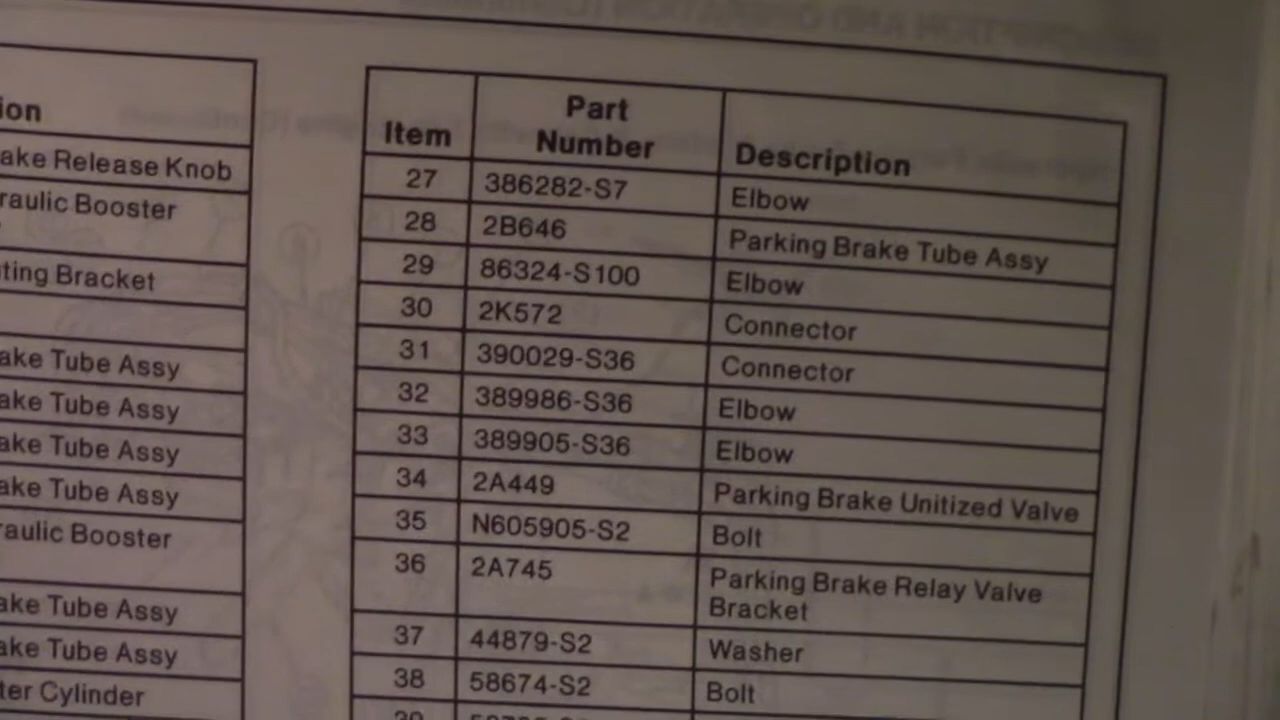 ion
ake Release Knob
raulic Booster
ting Bracket
ake Tube Assy
ake Tube Assy
ake Tube Assy
ake Tube Assy
raulic Booster
ake Tube Assy
ake Tube Assy
ter Cylinder
Item Part Number Description
27 386282-S7 Elbow
28 2B646 Parking Brake Tube Assy
29 86324-S100 Elbow
30 2K572 Connector
31 390029-S36 Connector
32 389986-S36 Elbow
33 389905-S36 Elbow
34 2A449 Parking Brake Unitized Valve
35 N605905-S2 Bolt
36 2A745 Parking Brake Relay Valve
Bracket
37 44879-S2 Washer
38 58674-S2 Bolt